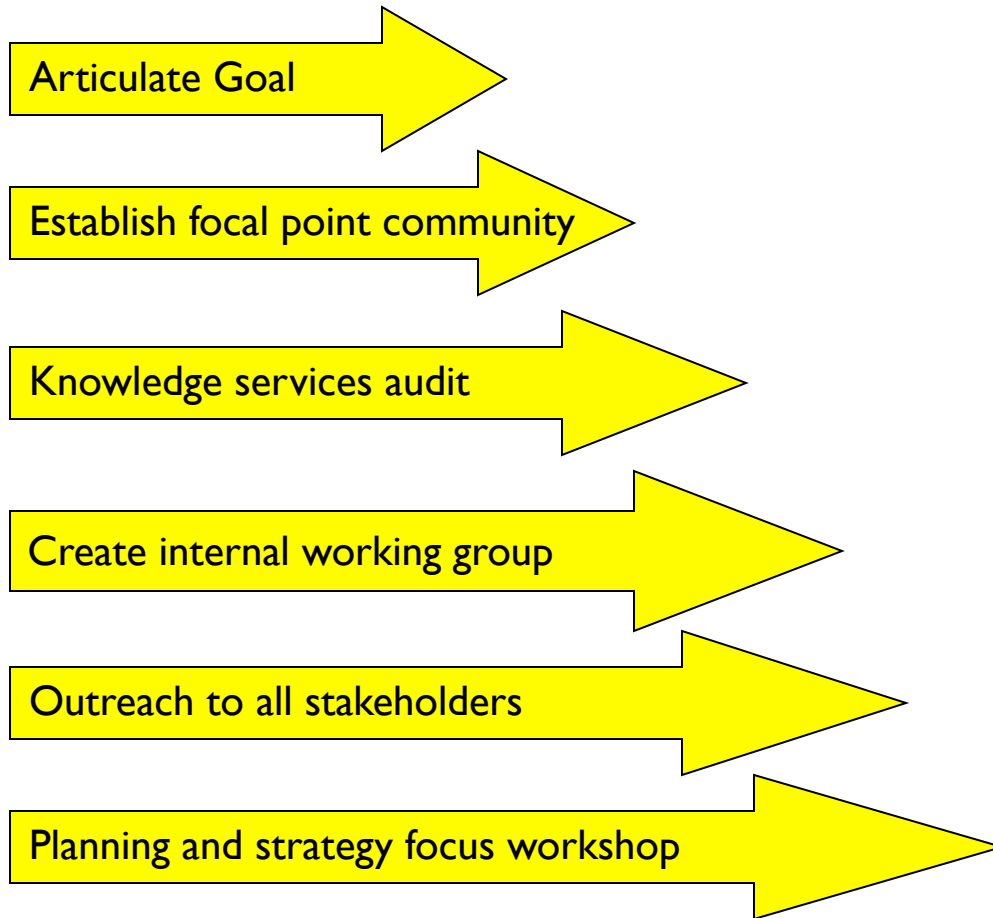 Articulate Goal
Establish focal point community
Knowledge services audit
Create internal working group
Outreach to all stakeholders
Planning and strategy focus workshop